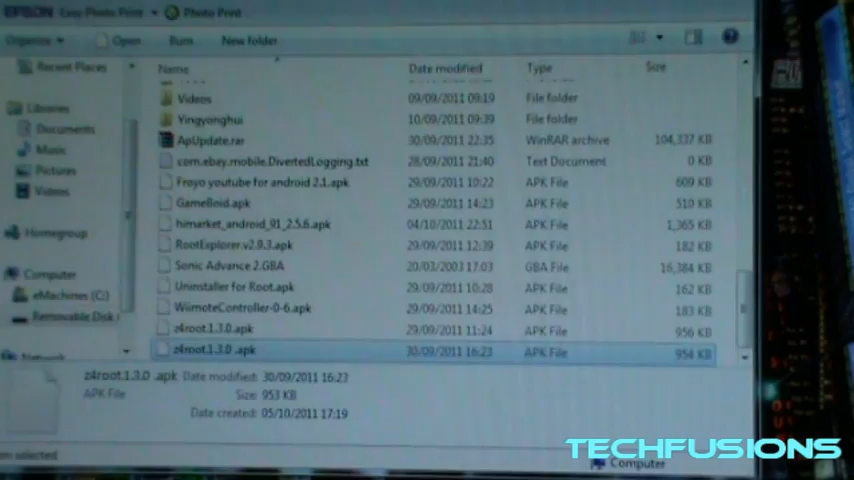 EPSON Easy Photo Print Photo Print
Organize Open Burn New folder
Recent Places
Libraries
Documents
Music
Pictures
Videos
Homegroup
Computer
eMachines (C:)
Removable Disk
Network
Name Date modified Type Size
Videos 09/09/2011 09:19 File folder
Yingyonghui 10/09/2011 09:39 File folder
ApUpdate.rar 30/09/2011 22:35 WinRAR archive 104,337 KB
com.ebay.mobile.DivertedLogging.txt 28/09/2011 21:40 Text Document 0 KB
Froyo youtube for android 2.1.apk 29/09/2011 10:22 APK File 609 KB
GameBoid.apk 29/09/2011 14:23 APK File 510 KB
himarket_android_91_2.5.6.apk 04/10/2011 22:51 APK File 1,365 KB
RootExplorer.v2.9.3.apk 29/09/2011 12:39 APK File 182 KB
Sonic Advance 2.GBA 20/03/2003 17:03 GBA File 16,384 KB
Uninstaller for Root.apk 29/09/2011 10:28 APK File 162 KB
WiimoteController-0-6.apk 29/09/2011 14:25 APK File 183 KB
z4root.1.3.0.apk 29/09/2011 11:24 APK File 956 KB
z4root.1.3.0 .apk 30/09/2011 16:23 APK File 954 KB
z4root.1.3.0 .apk Date modified: 30/09/2011 16:23
APK File Size: 953 KB
Date created: 05/10/2011 17:19
selected
Computer
TECHFUSIONS